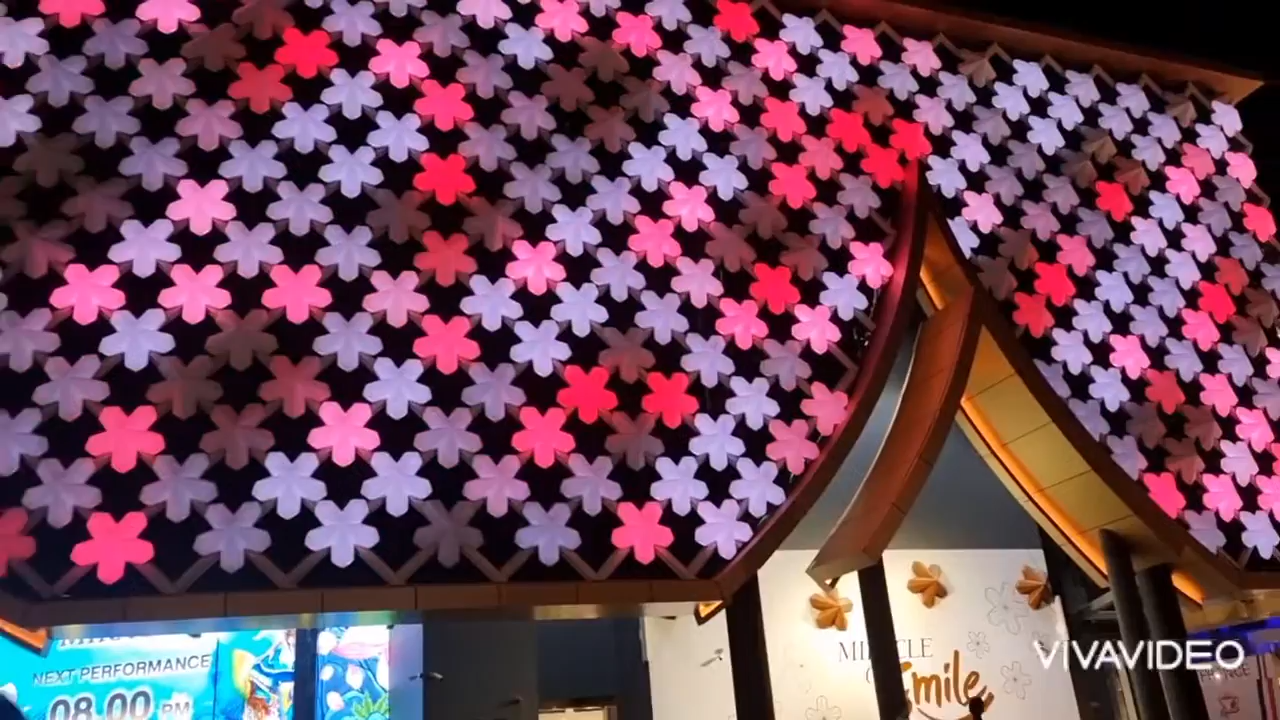 NEXT PERFORMANCE
08.00 PM
MIRACLE
Smile
VIVAVIDEO